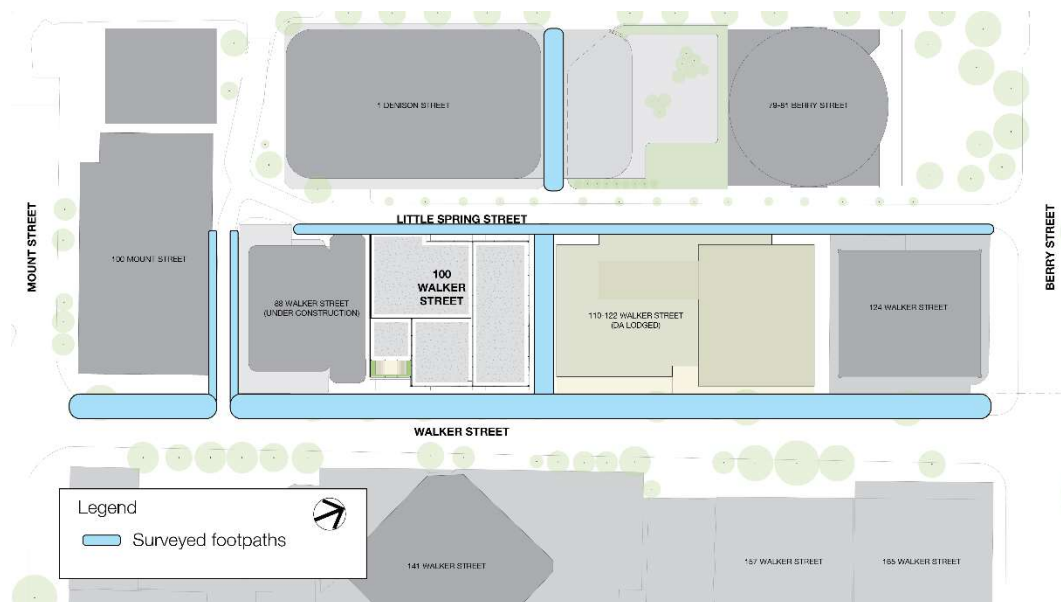 1 DENISON STREET
79-81 BERRY STREET
MOUNT STREET
LITTLE SPRING STREET
BERRY STREET
100 MOUNT STREET
100
WALKER
STREET
88 WALKER STREET
(UNDER CONSTRUCTION)
110-122 WALKER STREET
(DA LODGED)
124 WALKER STREET
WALKER STREET
Legend
Surveyed footpaths
141 WALKER STREET
157 WALKER STREET
165 WALKER STREET